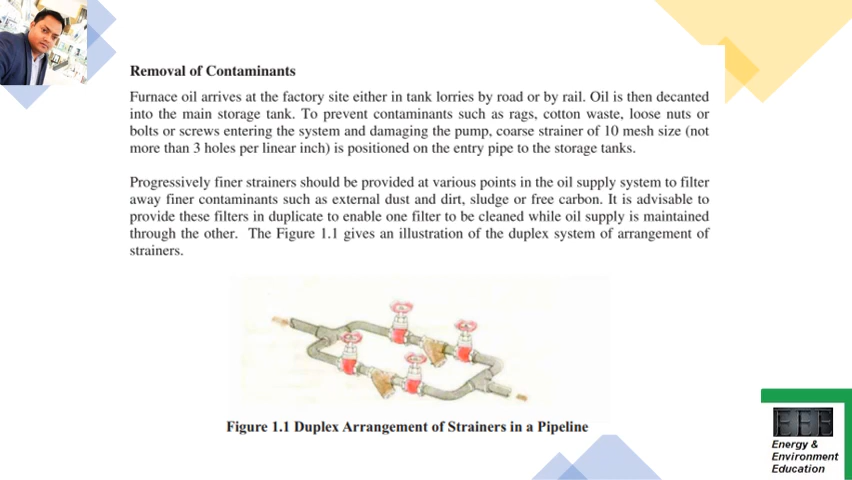 Removal of Contaminants
Furnace oil arrives at the factory site either in tank lorries by road or by rail. Oil is then decanted
into the main storage tank. To prevent contaminants such as rags, cotton waste, loose nuts or
bolts or screws entering the system and damaging the pump, coarse strainer of 10 mesh size (not
more than 3 holes per linear inch) is positioned on the entry pipe to the storage tanks.
Progressively finer strainers should be provided at various points in the oil supply system to filter
away finer contaminants such as external dust and dirt, sludge or free carbon. It is advisable to
provide these filters in duplicate to enable one filter to be cleaned while oil supply is maintained
through the other. The Figure 1.1 gives an illustration of the duplex system of arrangement of
strainers.
Figure 1.1 Duplex Arrangement of Strainers in a Pipeline
EEE
Energy &
Environment
Education